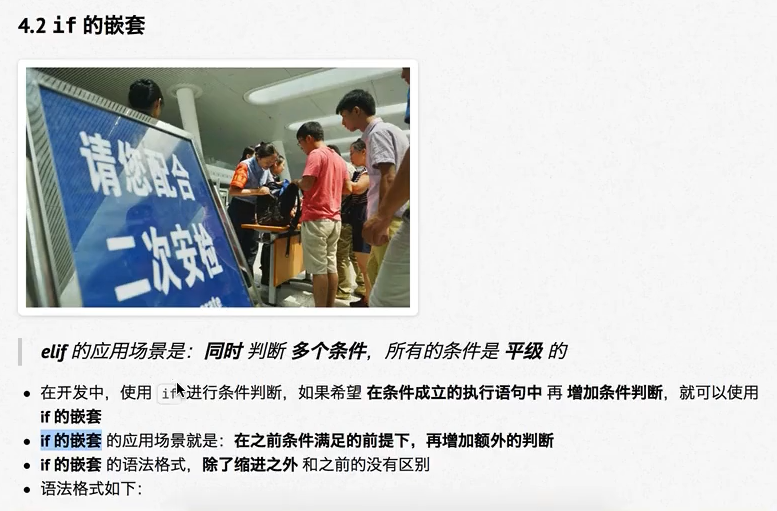 4.2 if 的嵌套
请您配合
二次安检
elif 的应用场景是：同时 判断 多个条件，所有的条件是 平级 的
在开发中，使用 if 进行条件判断，如果希望 在条件成立的执行语句中 再 增加条件判断，就可以使用
if 的嵌套
if 的嵌套 的应用场景就是：在之前条件满足的前提下，再增加额外的判断
if 的嵌套 的语法格式，除了缩进之外 和之前的没有区别
语法格式如下：